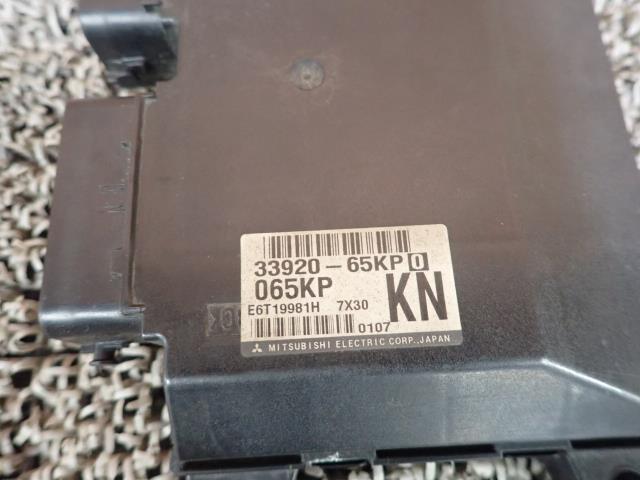 33920-65KP0
065KP KN
E6T19981H 7X30
0107
MITSUBISHI ELECTRIC CORP., JAPAN